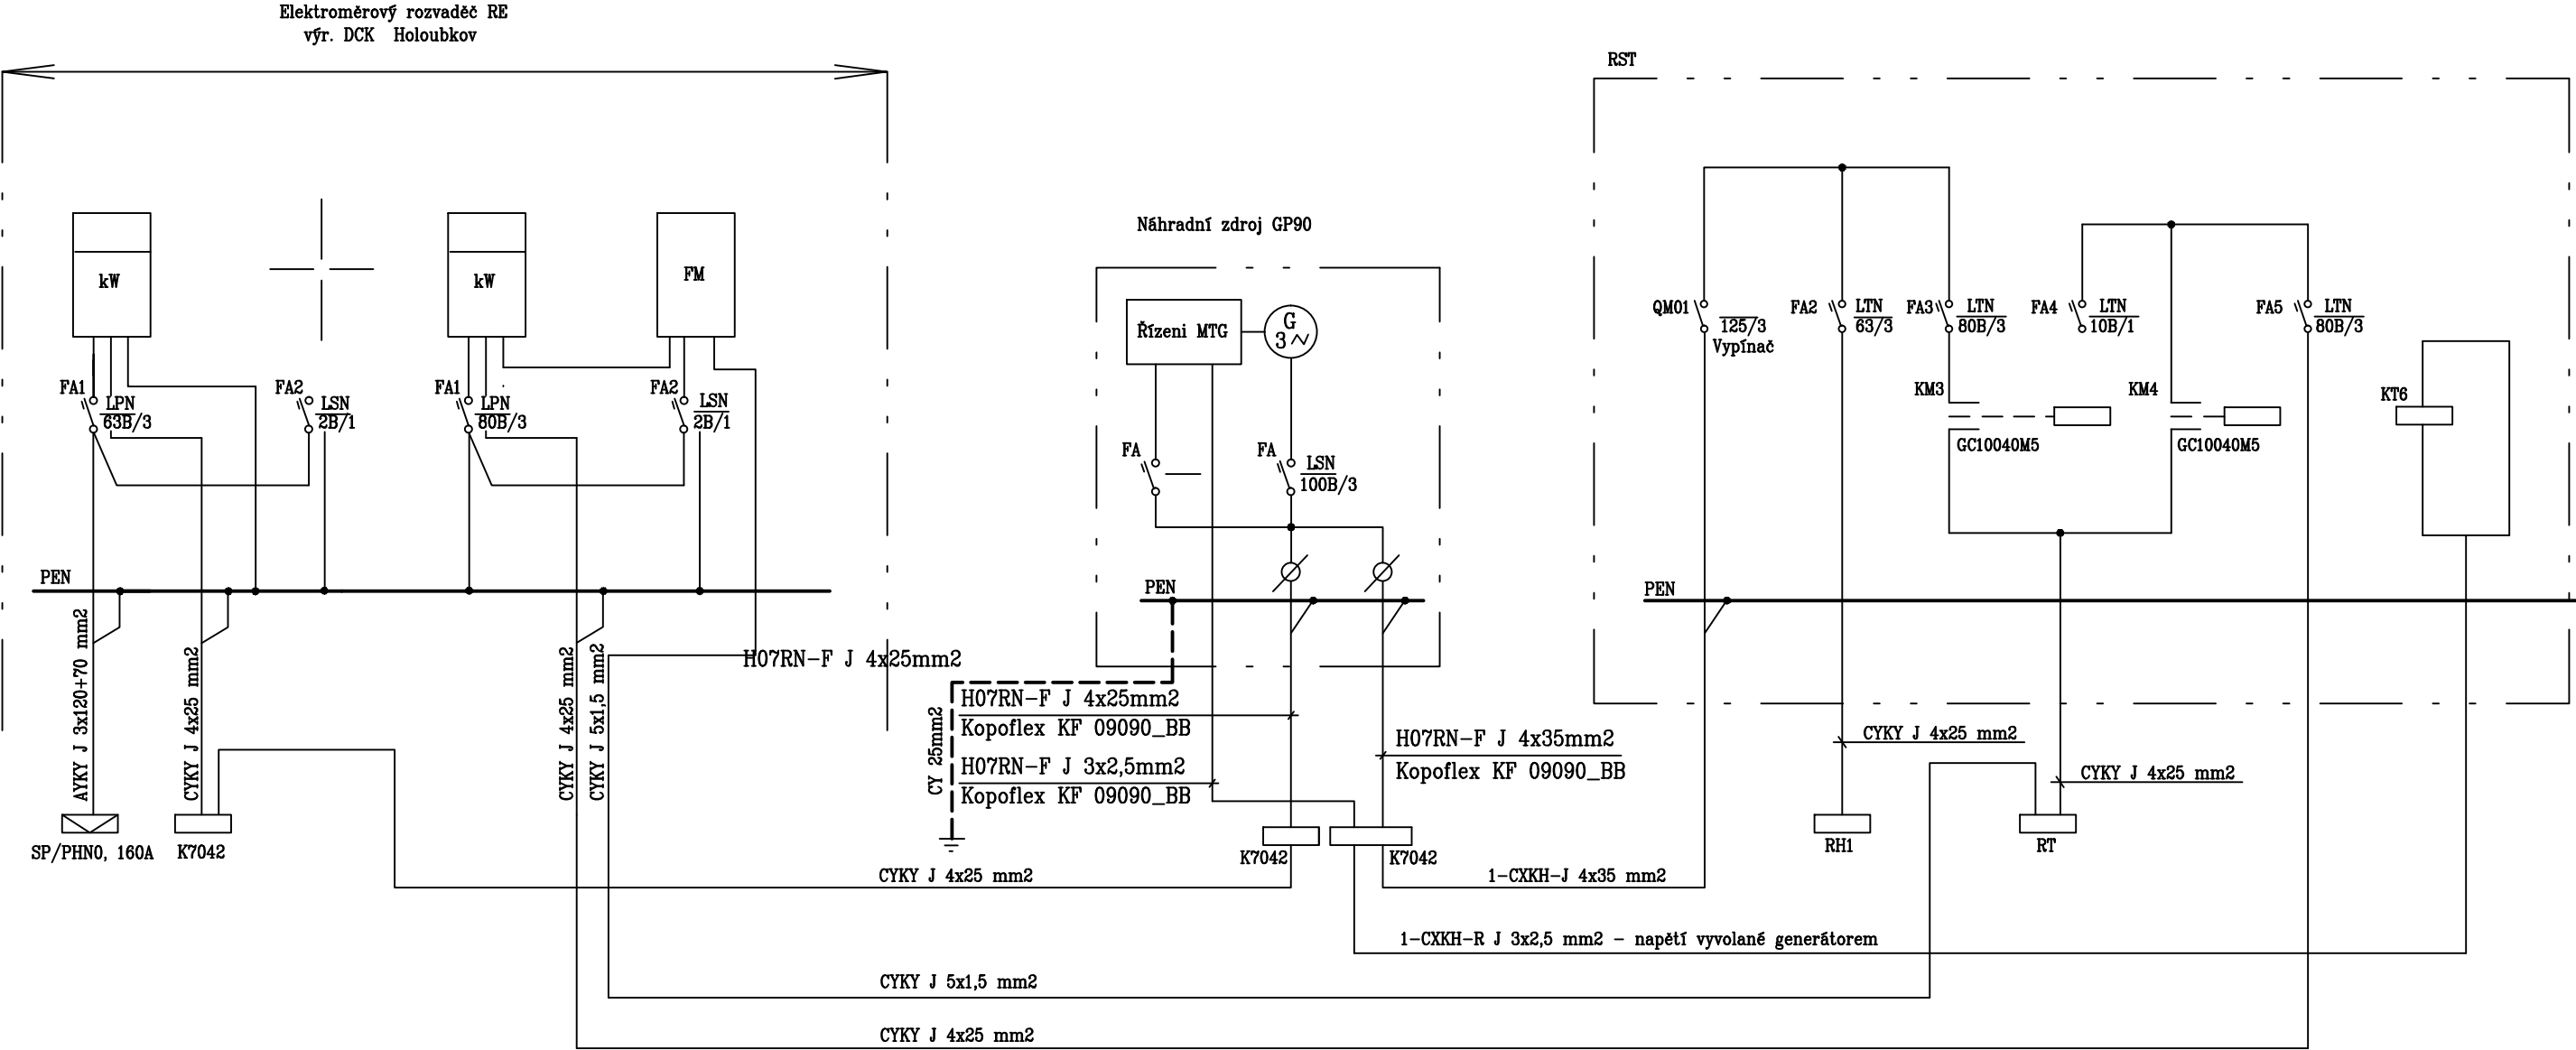 Elektroměrový rozvaděč RE
výr. DCK Holoubkov
kW
kW
FM
FA1
LPN
63B/3
FA2
LSN
2B/1
FA1
LPN
80B/3
FA2
LSN
2B/1
PEN
AYKY J 3x120+70 mm2
CYKY J 4x25 mm2
CYKY J 4x25 mm2
CYKY J 5x1,5 mm2
H07RN-F J 4x25mm2
SP/PHN0, 160A
K7042
Náhradní zdroj GP90
Řízeni MTG
G
3
FA
FA
LSN
100B/3
PEN
CY 25mm2
H07RN-F J 4x25mm2
Kopoflex KF 09090_BB
H07RN-F J 3x2,5mm2
Kopoflex KF 09090_BB
H07RN-F J 4x35mm2
Kopoflex KF 09090_BB
K7042
K7042
CYKY J 4x25 mm2
1-CXKH-J 4x35 mm2
1-CXKH-R J 3x2,5 mm2 - napětí vyvolané generátorem
CYKY J 5x1,5 mm2
CYKY J 4x25 mm2
RST
QM01
125/3
Vypínač
FA2
LTN
63/3
FA3
LTN
80B/3
FA4
LTN
10B/1
FA5
LTN
80B/3
KM3
GC10040M5
KM4
GC10040M5
KT6
PEN
CYKY J 4x25 mm2
CYKY J 4x25 mm2
RH1
RT